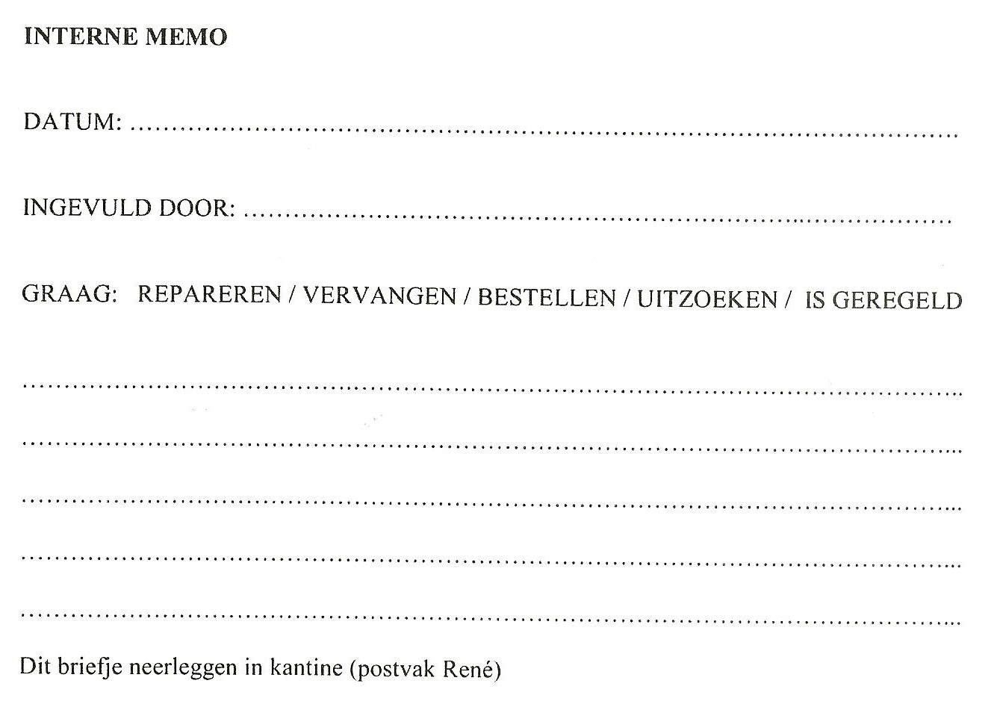 INTERNE MEMO
DATUM: ........................................................................................................................
INGEVULD DOOR: ........................................................................................................
GRAAG: REPAREREN / VERVANGEN / BESTELLEN / UITZOEKEN / IS GEREGELD
........................................................................................................................................
........................................................................................................................................
........................................................................................................................................
........................................................................................................................................
........................................................................................................................................
Dit briefje neerleggen in kantine (postvak René)